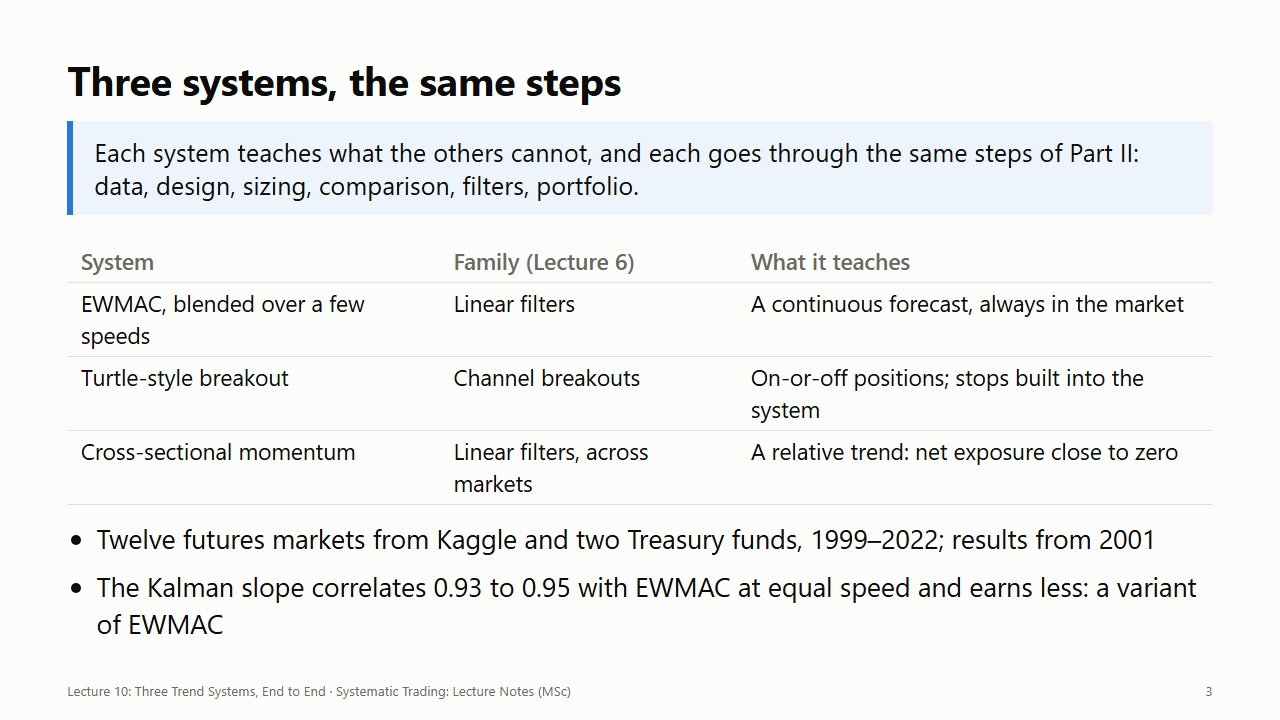 Three systems, the same steps
Each system teaches what the others cannot, and each goes through the same steps of Part II:
data, design, sizing, comparison, filters, portfolio.
System Family (Lecture 6) What it teaches
EWMAC, blended over a few speeds Linear filters A continuous forecast, always in the market
Turtle-style breakout Channel breakouts On-or-off positions; stops built into the system
Cross-sectional momentum Linear filters, across markets A relative trend: net exposure close to zero
• Twelve futures markets from Kaggle and two Treasury funds, 1999–2022; results from 2001
• The Kalman slope correlates 0.93 to 0.95 with EWMAC at equal speed and earns less: a variant
of EWMAC
Lecture 10: Three Trend Systems, End to End · Systematic Trading: Lecture Notes (MSc) 3